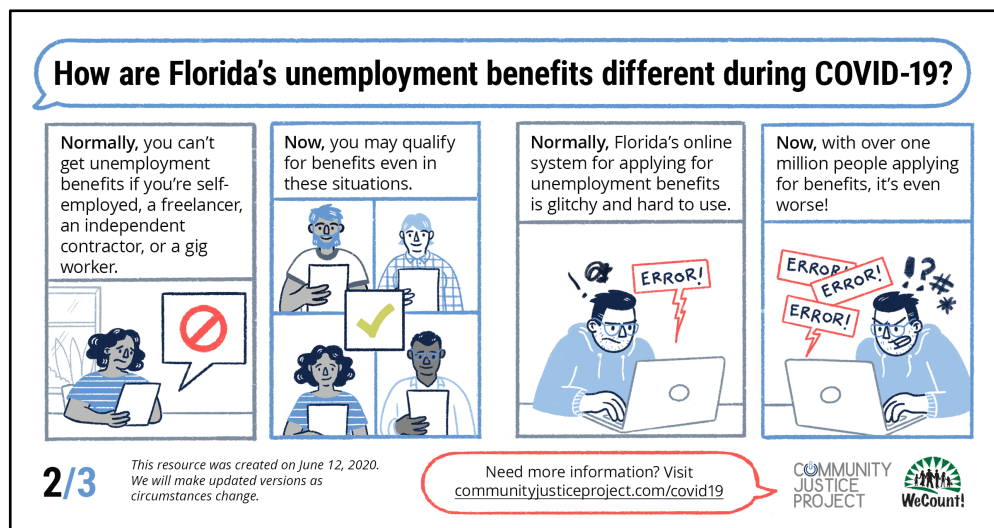 How are Florida's unemployment benefits different during COVID-19?
Normally, you can't
get unemployment
benefits if you're self-
employed, a freelancer,
an independent
contractor, or a gig
worker.
Now, you may qualify
for benefits even in
these situations.
Normally, Florida's online
system for applying for
unemployment benefits
is glitchy and hard to use.
ERROR!
Now, with over one
million people applying
for benefits, it's even
worse!
ERROR!
ERROR!
ERROR!
!?#*
2/3
This resource was created on June 12, 2020.
We will make updated versions as
circumstances change.
Need more information? Visit
communityjusticeproject.com/covid19
COMMUNITY
JUSTICE
PROJECT
WeCount!